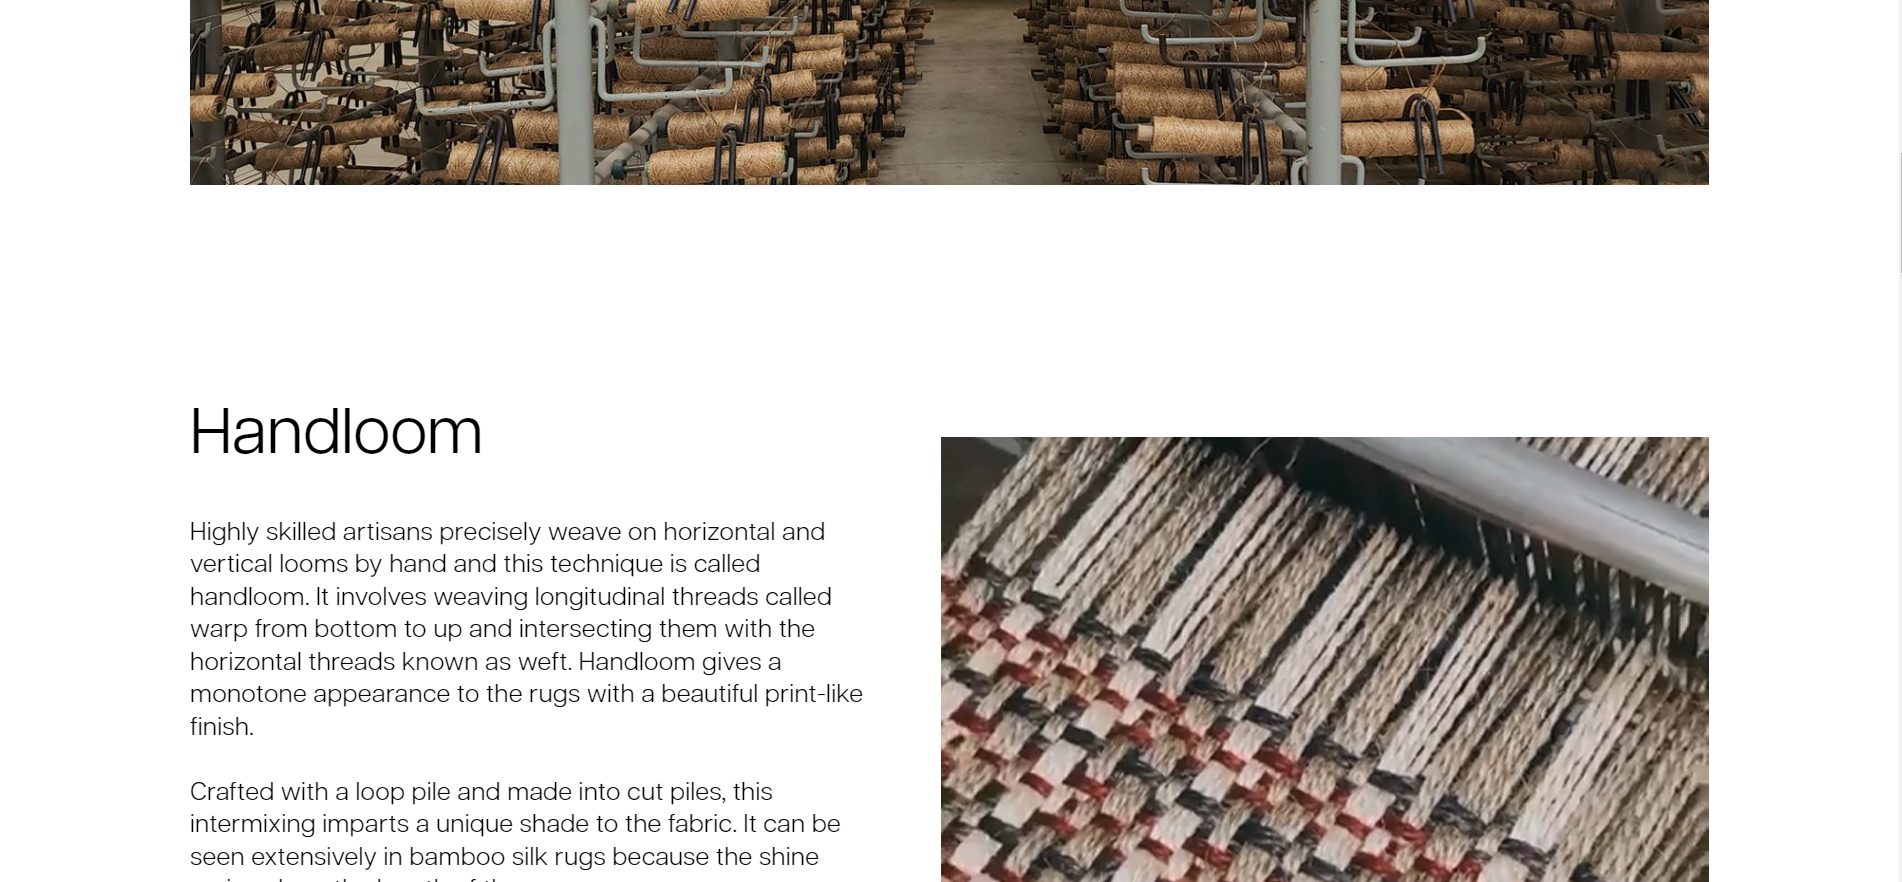 Handloom
Highly skilled artisans precisely weave on horizontal and
vertical looms by hand and this technique is called
handloom. It involves weaving longitudinal threads called
warp from bottom to up and intersecting them with the
horizontal threads known as weft. Handloom gives a
monotone appearance to the rugs with a beautiful print-like
finish.
Crafted with a loop pile and made into cut piles, this
intermixing imparts a unique shade to the fabric. It can be
seen extensively in bamboo silk rugs because the shine